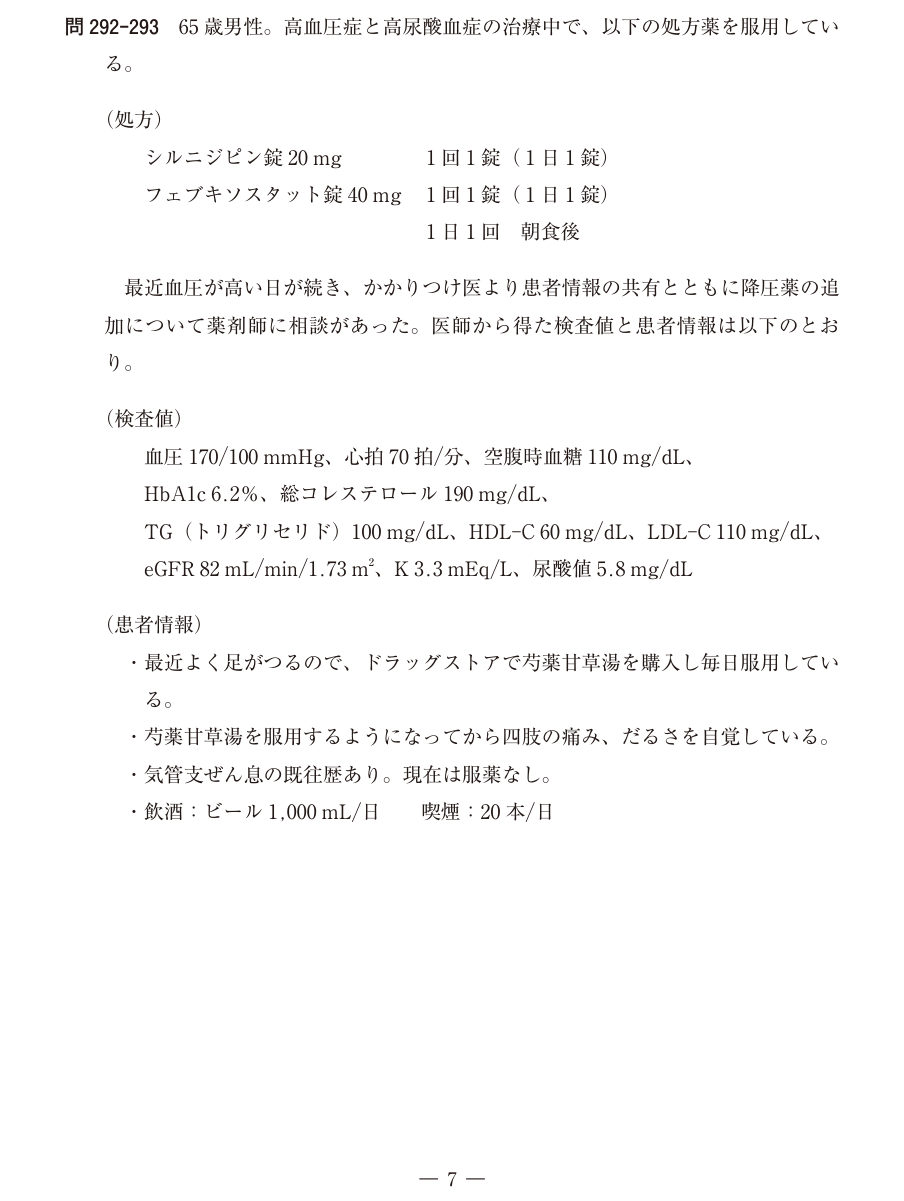 問 292-293　65 歳男性。高血圧症と高尿酸血症の治療中で、以下の処方薬を服用してい
る。
（処方）
シルニジピン錠 20 mg　1 回 1 錠（1 日 1 錠）
フェブキソスタット錠 40 mg　1 回 1 錠（1 日 1 錠）
1 日 1 回　朝食後
最近血圧が高い日が続き、かかりつけ医より患者情報の共有とともに降圧薬の追
加について薬剤師に相談があった。医師から得た検査値と患者情報は以下のとお
り。
（検査値）
血圧 170/100 mmHg、心拍 70 拍/分、空腹時血糖 110 mg/dL、
HbA1c 6.2%、総コレステロール 190 mg/dL、
TG（トリグリセリド）100 mg/dL、HDL-C 60 mg/dL、LDL-C 110 mg/dL、
eGFR 82 mL/min/1.73 m²、K 3.3 mEq/L、尿酸値 5.8 mg/dL
（患者情報）
・最近よく足がつるので、ドラッグストアで芍薬甘草湯を購入し毎日服用してい
る。
・芍薬甘草湯を服用するようになってから四肢の痛み、だるさを自覚している。
・気管支ぜん息の既往歴あり。現在は服薬なし。
・飲酒：ビール 1,000 mL/日　喫煙：20 本/日
— 7 —